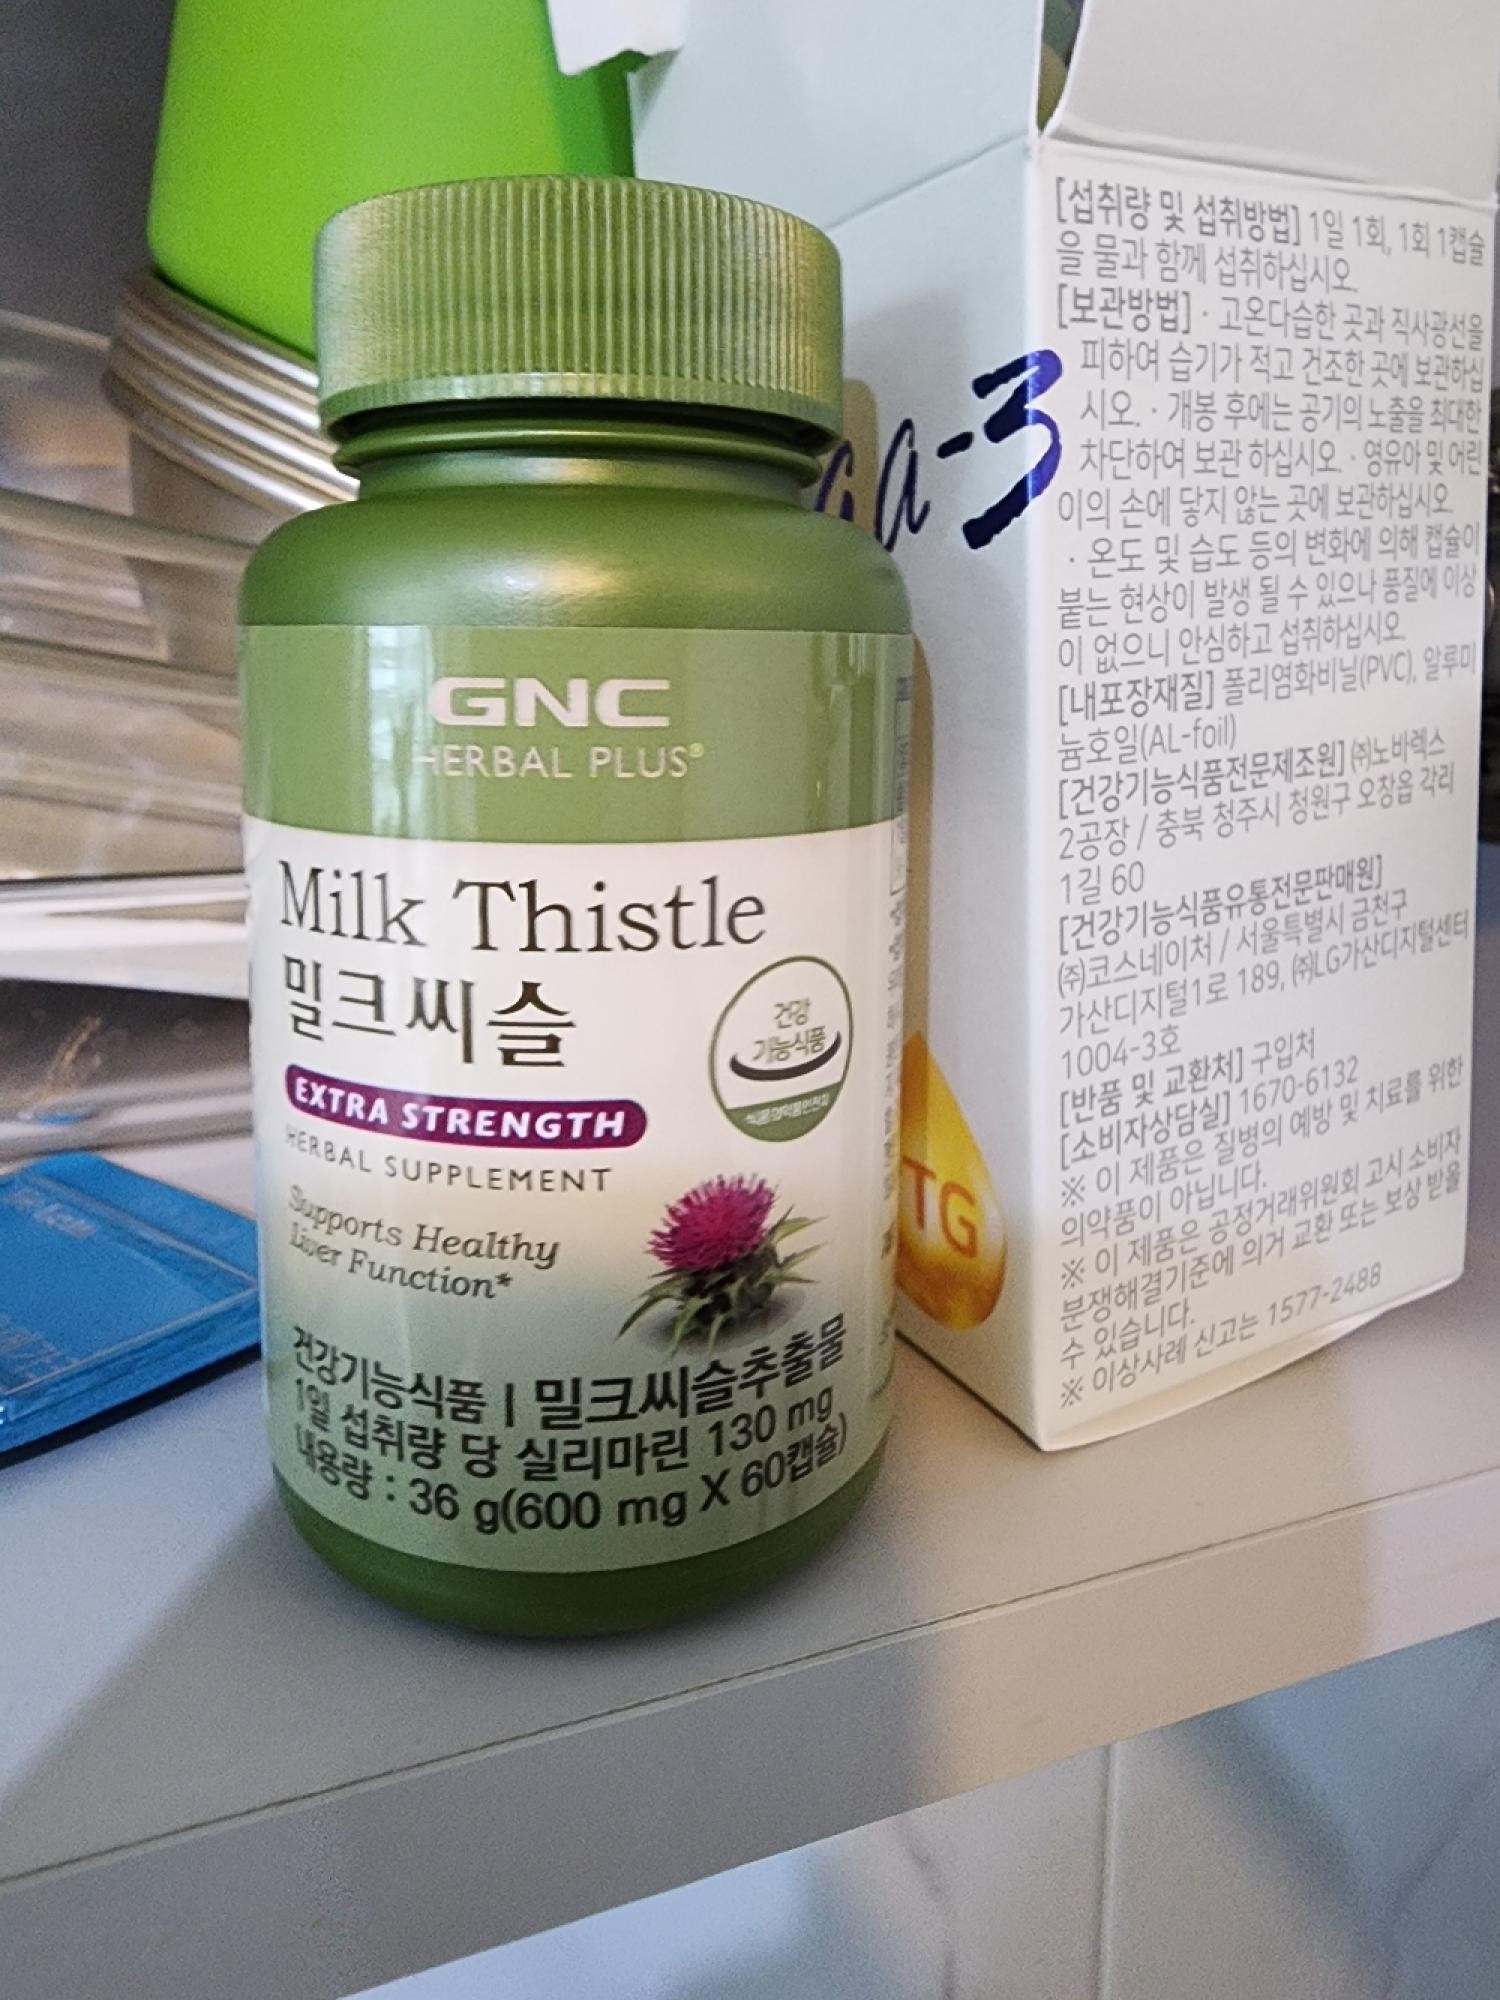 GNC
HERBAL PLUS®
Milk Thistle
밀크씨슬
EXTRA STRENGTH
HERBAL SUPPLEMENT
Supports Healthy
Liver Function*
건강
기능식품
식품의약품안전처
건강기능식품 | 밀크씨슬추출물
1일 섭취량 당 실리마린 130 mg
내용량 : 36 g(600 mg X 60캡슐)
a-3
TG
[섭취량 및 섭취방법] 1일 1회, 1회 1캡슐
을 물과 함께 섭취하십시오.
[보관방법] · 고온다습한 곳과 직사광선을
피하여 습기가 적고 건조한 곳에 보관하십
시오. · 개봉 후에는 공기의 노출을 최대한
차단하여 보관 하십시오. · 영유아 및 어린
이의 손에 닿지 않는 곳에 보관하십시오.
· 온도 및 습도 등의 변화에 의해 캡슐이
붙는 현상이 발생 될 수 있으나 품질에 이상
이 없으니 안심하고 섭취하십시오.
[내포장재질] 폴리염화비닐(PVC), 알루미
늄호일(AL-foil)
[건강기능식품전문제조원] ㈜노바렉스
2공장 / 충북 청주시 청원구 오창읍 각리
1길 60
[건강기능식품유통전문판매원]
㈜코스네이처 / 서울특별시 금천구
가산디지털1로 189, ㈜LG가산디지털센터
1004-3호
[반품 및 교환처] 구입처
[소비자상담실] 1670-6132
※ 이 제품은 질병의 예방 및 치료를 위한
의약품이 아닙니다.
※ 이 제품은 공정거래위원회 고시 소비자
분쟁해결기준에 의거 교환 또는 보상 받을
수 있습니다.
※ 이상사례 신고는 1577-2488